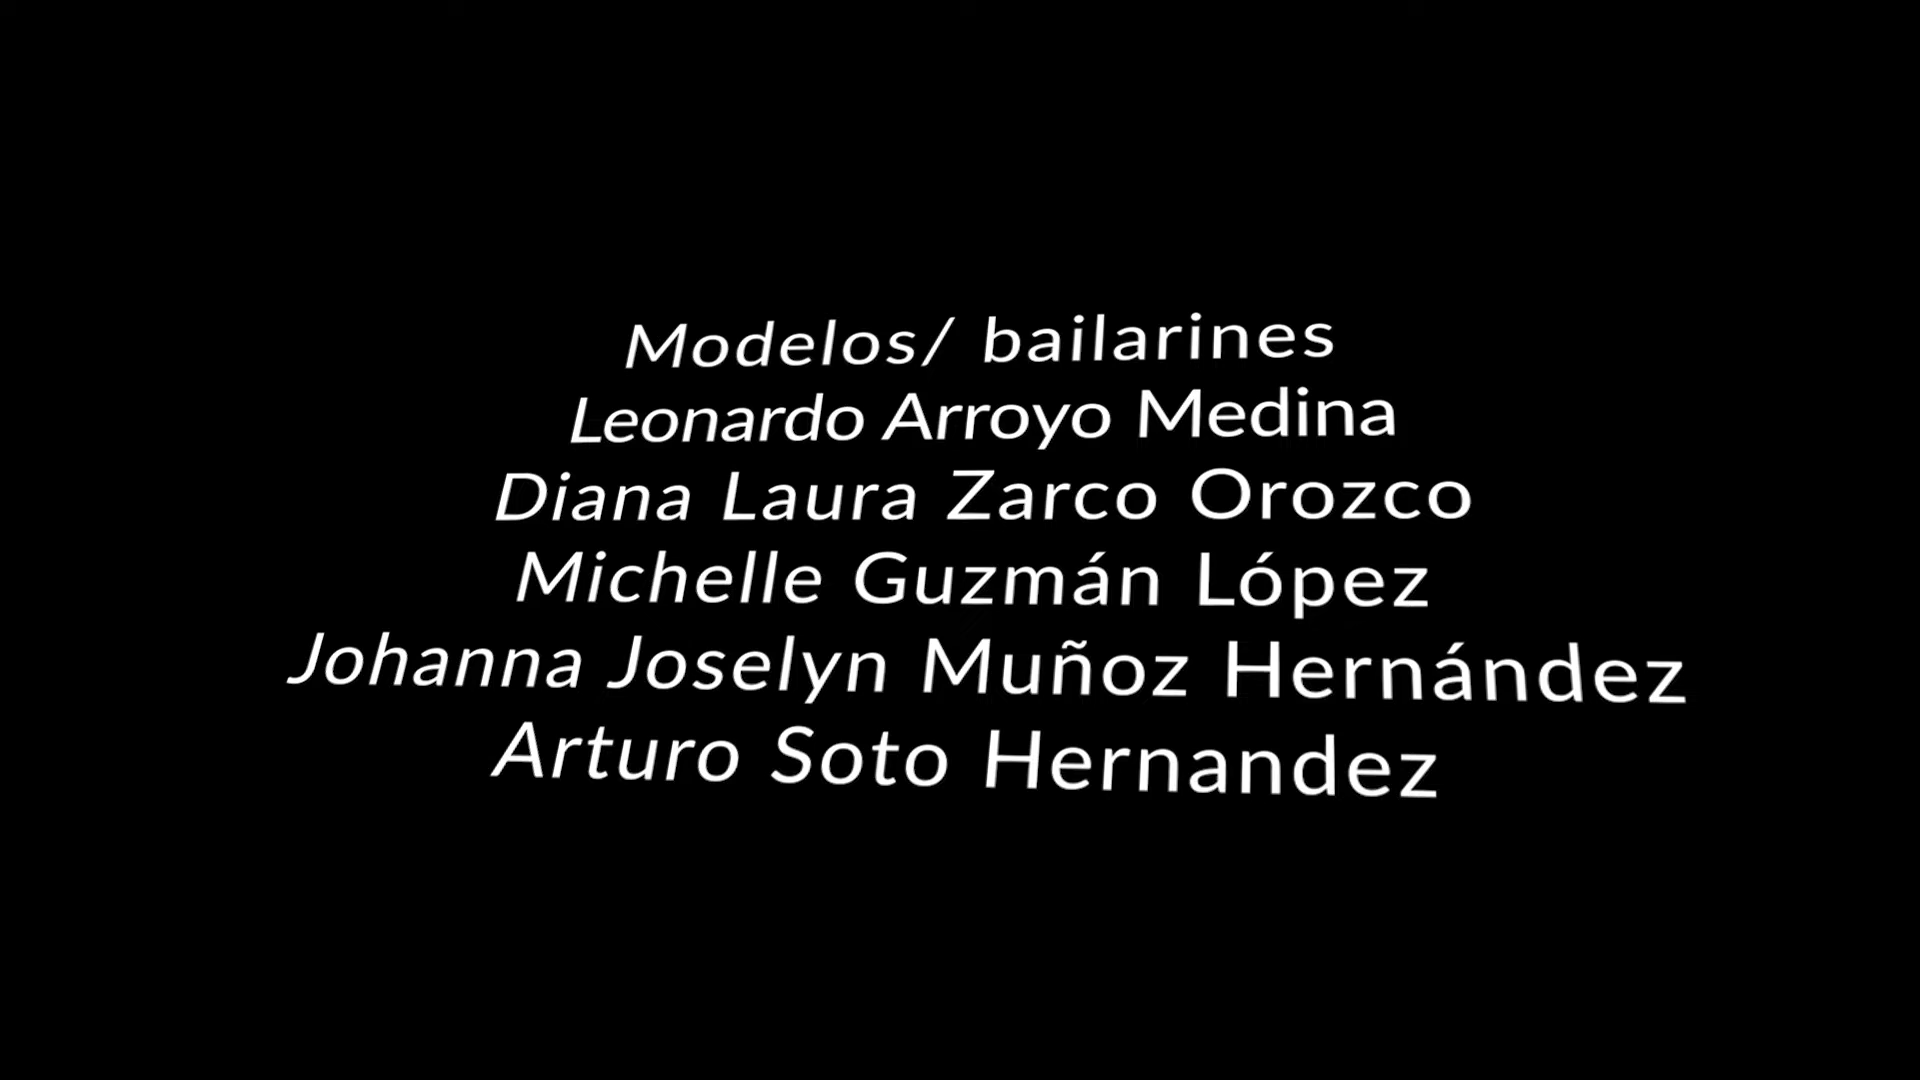 Modelos/ bailarines
Leonardo Arroyo Medina
Diana Laura Zarco Orozco
Michelle Guzmán López
Johanna Joselyn Muñoz Hernández
Arturo Soto Hernandez